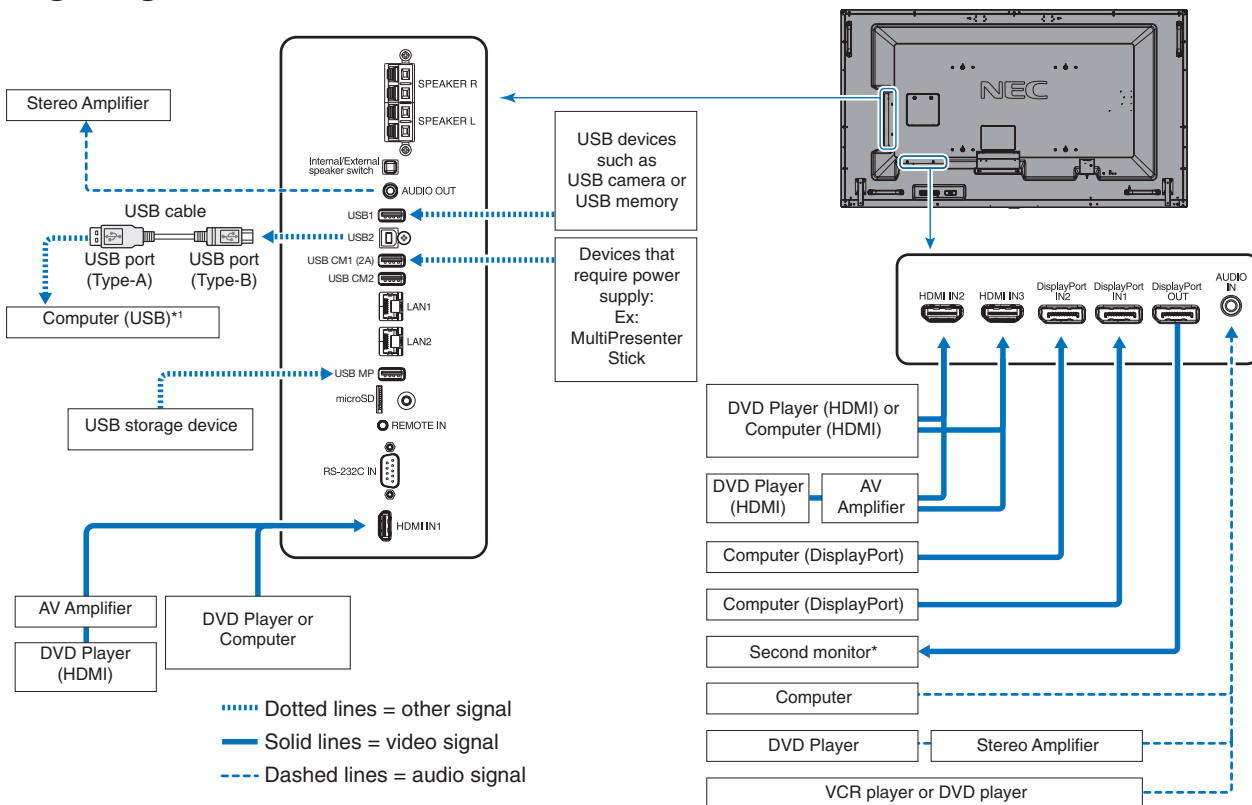 NEC
SPEAKER R
SPEAKER L
Internal/External
speaker switch
AUDIO OUT
USB1
USB2
USB CM1 (2A)
USB CM2
LAN1
LAN2
USB MP
microSD
REMOTE IN
RS-232C IN
HDMI IN1
Stereo Amplifier
USB cable
USB port
(Type-A)
USB port
(Type-B)
Computer (USB)*1
USB storage device
AV Amplifier
DVD Player
(HDMI)
DVD Player or
Computer
USB devices
such as
USB camera or
USB memory
Devices that
require power
supply:
Ex:
MultiPresenter
Stick
HDMI IN2
HDMI IN3
DisplayPort
IN2
DisplayPort
IN1
DisplayPort
OUT
AUDIO
IN
DVD Player (HDMI) or
Computer (HDMI)
DVD Player
(HDMI)
AV
Amplifier
Computer (DisplayPort)
Computer (DisplayPort)
Second monitor*
Computer
DVD Player
Stereo Amplifier
VCR player or DVD player
Dotted lines = other signal
Solid lines = video signal
Dashed lines = audio signal